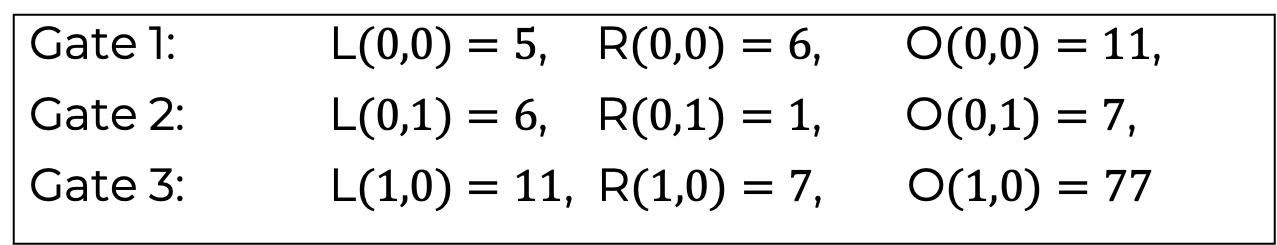 Gate 1: L(0,0) = 5, R(0,0) = 6, O(0,0) = 11,
Gate 2: L(0,1) = 6, R(0,1) = 1, O(0,1) = 7,
Gate 3: L(1,0) = 11, R(1,0) = 7, O(1,0) = 77